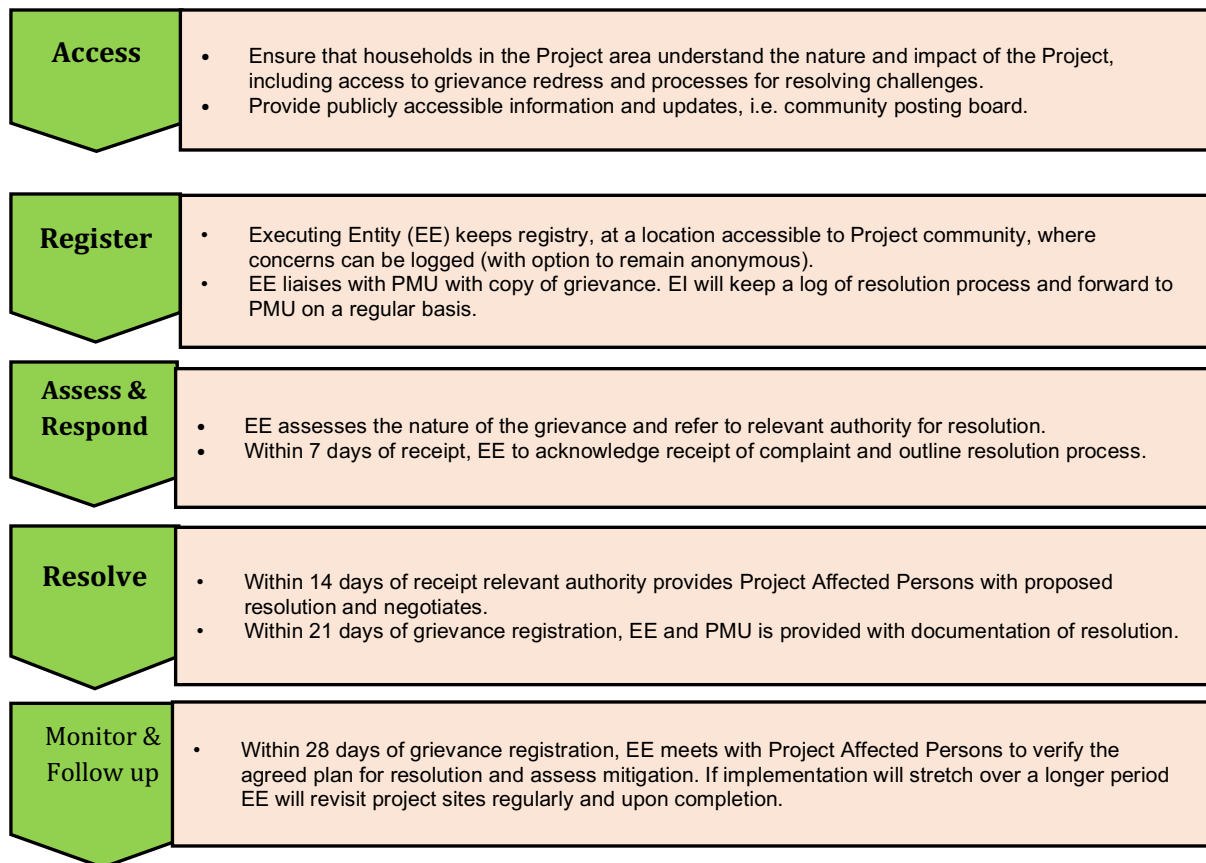 Access
• Ensure that households in the Project area understand the nature and impact of the Project,
including access to grievance redress and processes for resolving challenges.
• Provide publicly accessible information and updates, i.e. community posting board.
Register
• Executing Entity (EE) keeps registry, at a location accessible to Project community, where
concerns can be logged (with option to remain anonymous).
• EE liaises with PMU with copy of grievance. EI will keep a log of resolution process and forward to
PMU on a regular basis.
Assess &
Respond
• EE assesses the nature of the grievance and refer to relevant authority for resolution.
• Within 7 days of receipt, EE to acknowledge receipt of complaint and outline resolution process.
Resolve
• Within 14 days of receipt relevant authority provides Project Affected Persons with proposed
resolution and negotiates.
• Within 21 days of grievance registration, EE and PMU is provided with documentation of resolution.
Monitor &
Follow up
• Within 28 days of grievance registration, EE meets with Project Affected Persons to verify the
agreed plan for resolution and assess mitigation. If implementation will stretch over a longer period
EE will revisit project sites regularly and upon completion.